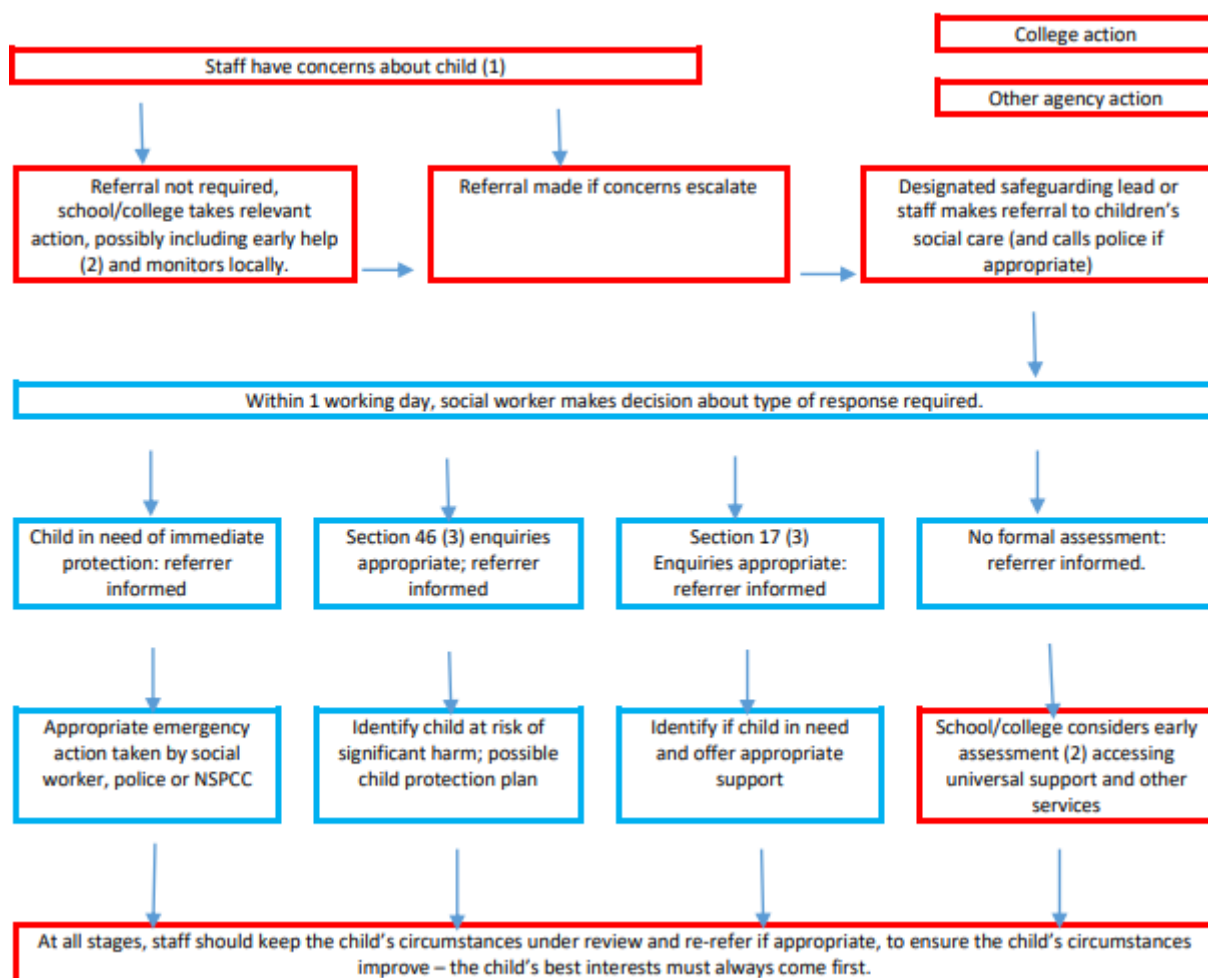 College action
Staff have concerns about child (1)
Other agency action
Referral not required,
school/college takes relevant
action, possibly including early help
(2) and monitors locally.
Referral made if concerns escalate
Designated safeguarding lead or
staff makes referral to children's
social care (and calls police if
appropriate)
Within 1 working day, social worker makes decision about type of response required.
Child in need of immediate
protection: referrer
informed
Section 46 (3) enquiries
appropriate; referrer
informed
Section 17 (3)
Enquiries appropriate:
referrer informed
No formal assessment:
referrer informed.
Appropriate emergency
action taken by social
worker, police or NSPCC
Identify child at risk of
significant harm; possible
child protection plan
Identify if child in need
and offer appropriate
support
School/college considers early
assessment (2) accessing
universal support and other
services
At all stages, staff should keep the child's circumstances under review and re-refer if appropriate, to ensure the child's circumstances
improve – the child's best interests must always come first.